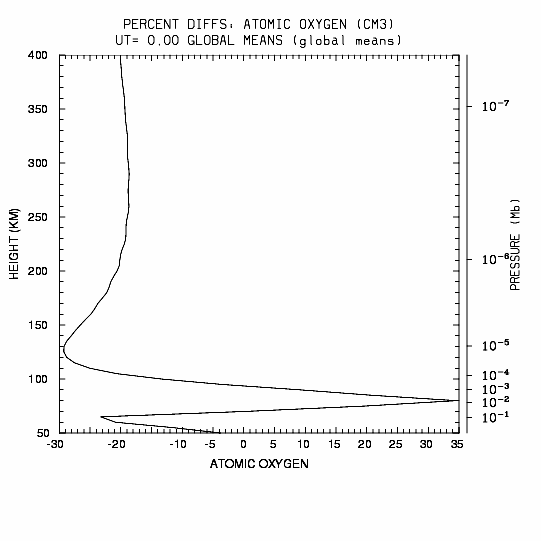 PERCENT DIFFS: ATOMIC OXYGEN (CM3)
UT= 0.00 GLOBAL MEANS (global means)
400
350
300
250
200
150
100
50
HEIGHT (KM)
-30 -20 -10 -5 0 5 10 15 20 25 30 35
ATOMIC OXYGEN
10-7
10-6
10-5
10-4
10-3
10-2
10-1
PRESSURE (Mb)